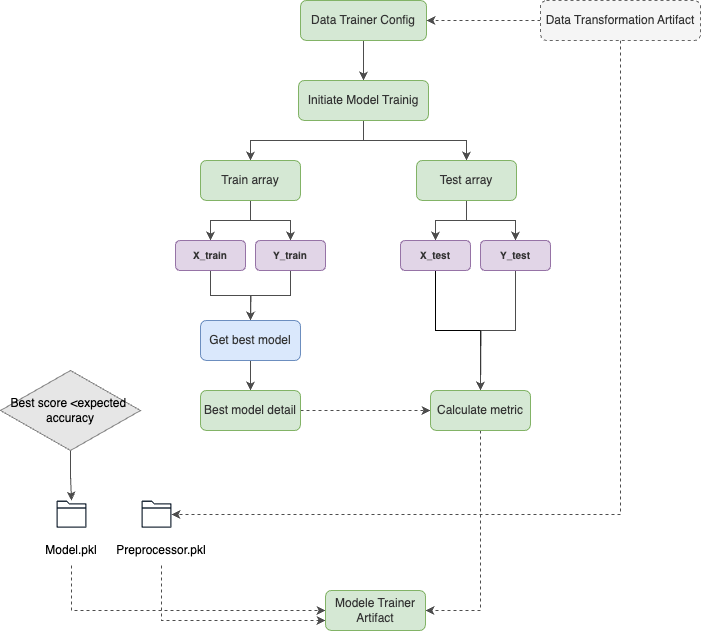 Data Trainer Config
Data Transformation Artifact
Initiate Model Trainig
Train array
Test array
X_train
Y_train
X_test
Y_test
Get best model
Best score <expected
accuracy
Best model detail
Calculate metric
Model.pkl
Preprocessor.pkl
Modele Trainer
Artifact